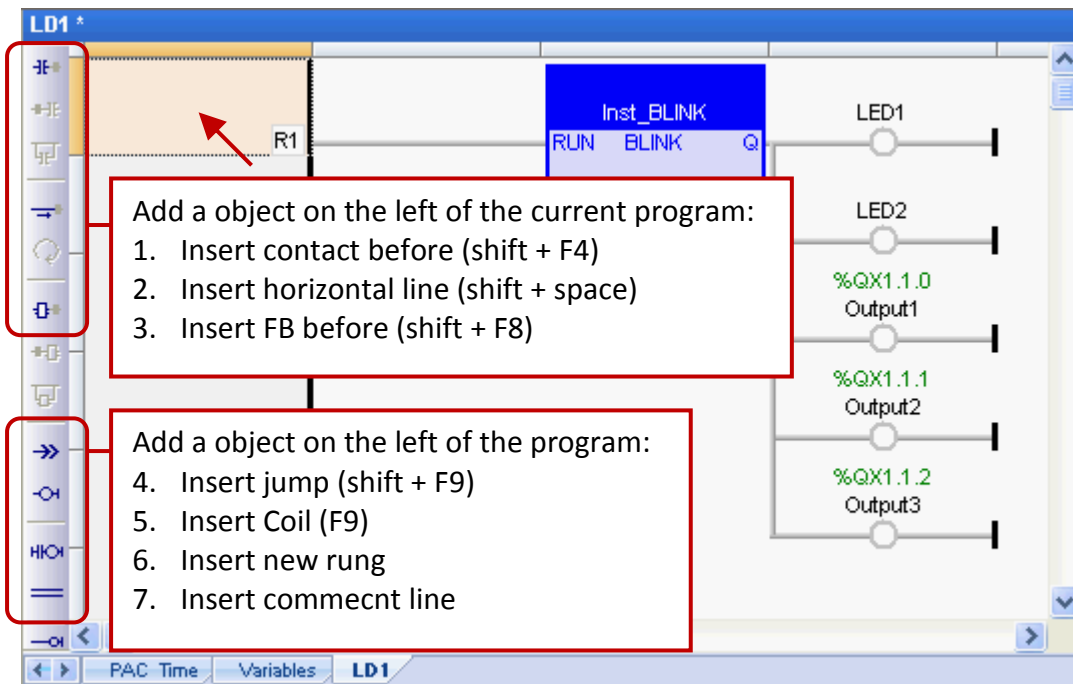 LD1 *
Inst_BLINK
RUN BLINK Q
R1
LED1
LED2
%QX1.1.0
Output1
%QX1.1.1
Output2
%QX1.1.2
Output3
Add a object on the left of the current program:
1. Insert contact before (shift + F4)
2. Insert horizontal line (shift + space)
3. Insert FB before (shift + F8)
Add a object on the left of the program:
4. Insert jump (shift + F9)
5. Insert Coil (F9)
6. Insert new rung
7. Insert commecnt line
PAC Time Variables LD1